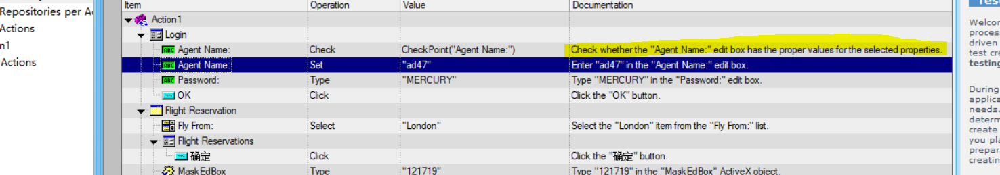 Repositories per A
Actions
n1
Actions
Item Operation Value Documentation
Action1
Login
Agent Name: Check CheckPoint("Agent Name:") Check whether the "Agent Name:" edit box has the proper values for the selected properties.
Agent Name: Set "ad47" Enter "ad47" in the "Agent Name:" edit box.
Password: Type "MERCURY" Type "MERCURY" in the "Password:" edit box.
OK Click Click the "OK" button.
Flight Reservation
Fly From: Select "London" Select the "London" item from the "Fly From:" list.
Flight Reservations
确定 Click Click the "确定" button.
MaskEdBox Type "121719" Type "121719" in the "MaskEdBox" ActiveX object.
Test
Welcom
process
driven
test cre
testing
During
applica
needs.
determ
create
you pla
prepar
creatin